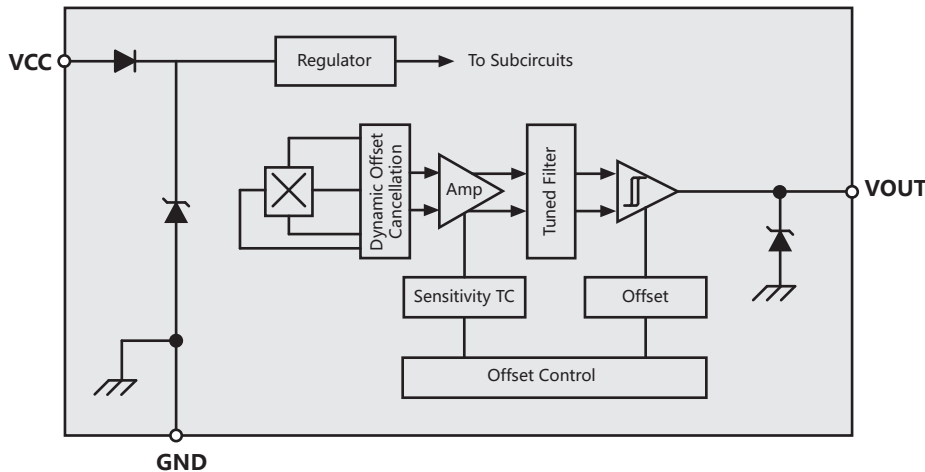 VCC
Regulator
To Subcircuits
Dynamic Offset
Cancellation
Amp
Tuned Filter
VOUT
Sensitivity TC
Offset
Offset Control
GND